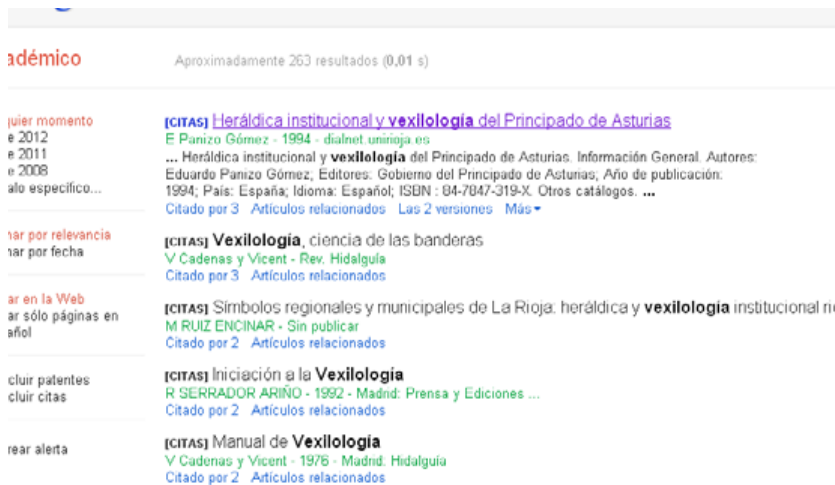 adémico
Aproximadamente 263 resultados (0,01 s)
quier momento
e 2012
e 2011
e 2008
alo específico...
nar por relevancia
nar por fecha
ar en la Web
ar sólo páginas en
añol
cluir patentes
cluir citas
rear alerta
[CITAS] Heráldica institucional y vexilología del Principado de Asturias
E Panizo Gómez - 1994 - dialnet.unirioja.es
... Heráldica institucional y vexilología del Principado de Asturias. Información General. Autores:
Eduardo Panizo Gómez; Editores: Gobierno del Principado de Asturias; Año de publicación:
1994; País: España; Idioma: Español; ISBN : 84-7847-319-X. Otros catálogos. ...
Citado por 3 Artículos relacionados Las 2 versiones Más
[CITAS] Vexilología, ciencia de las banderas
V Cadenas y Vicent - Rev. Hidalguía
Citado por 3 Artículos relacionados
[CITAS] Símbolos regionales y municipales de La Rioja: heráldica y vexilología institucional ri
M RUIZ ENCINAR - Sin publicar
Citado por 2 Artículos relacionados
[CITAS] Iniciación a la Vexilología
R SERRADOR ARIÑO - 1992 - Madrid: Prensa y Ediciones ...
Citado por 2 Artículos relacionados
[CITAS] Manual de Vexilología
V Cadenas y Vicent - 1976 - Madrid: Hidalguía
Citado por 2 Artículos relacionados